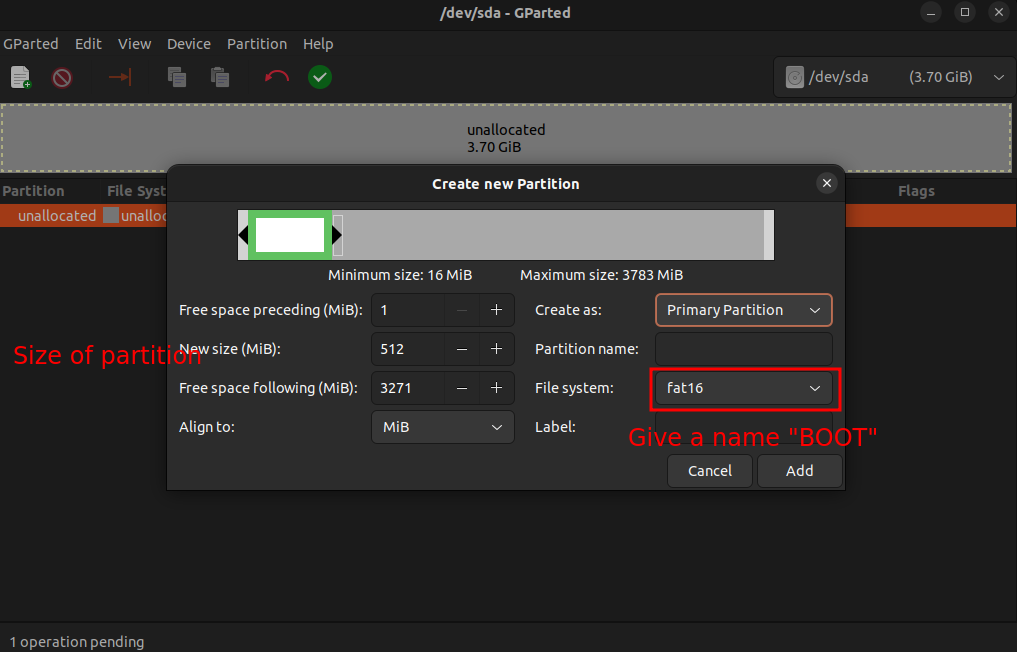 /dev/sda - GParted
GParted Edit View Device Partition Help
/dev/sda (3.70 GiB)
unallocated
3.70 GiB
Partition File Syst Flags
unallocated unalloc
Create new Partition
Minimum size: 16 MiB Maximum size: 3783 MiB
Free space preceding (MiB): 1 Create as: Primary Partition
New size (MiB): 512 Partition name:
Size of partition
Free space following (MiB): 3271 File system: fat16
Align to: MiB Label:
Give a name "BOOT"
Cancel Add
1 operation pending